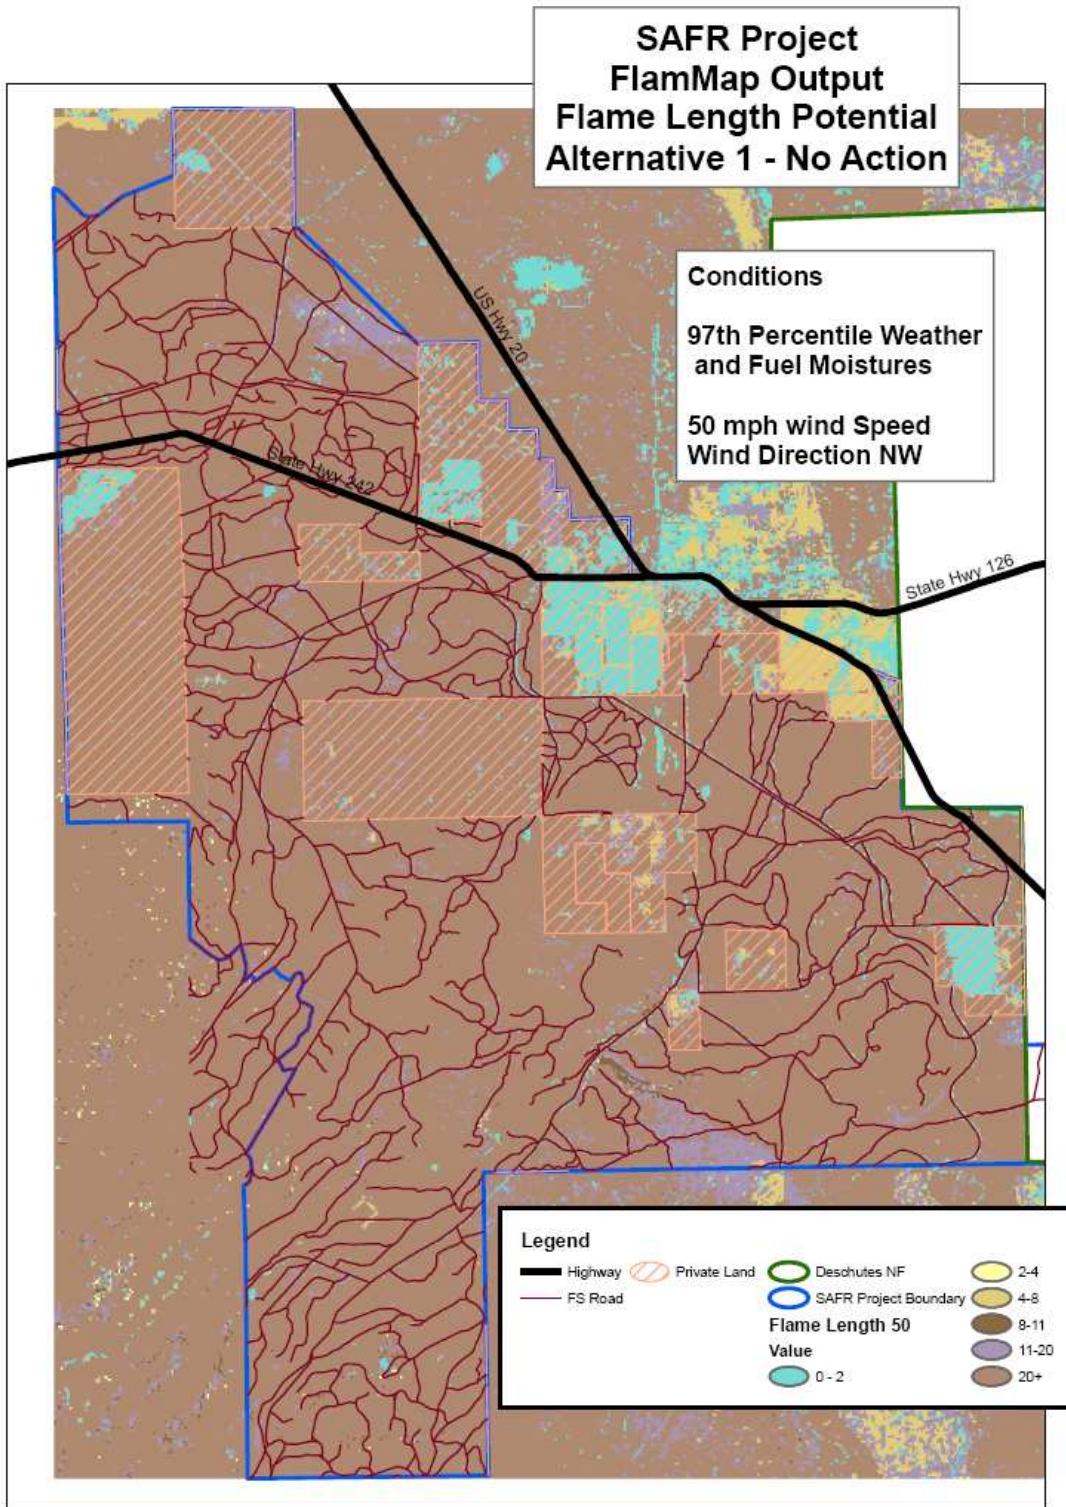 SAFR Project
FlamMap Output
Flame Length Potential
Alternative 1 - No Action
Conditions
97th Percentile Weather
and Fuel Moistures
50 mph wind Speed
Wind Direction NW
US Hwy 20
State Hwy 242
State Hwy 126
Legend
Highway
Private Land
Deschutes NF
2-4
FS Road
SAFR Project Boundary
4-8
Flame Length 50
8-11
Value
11-20
0 - 2
20+